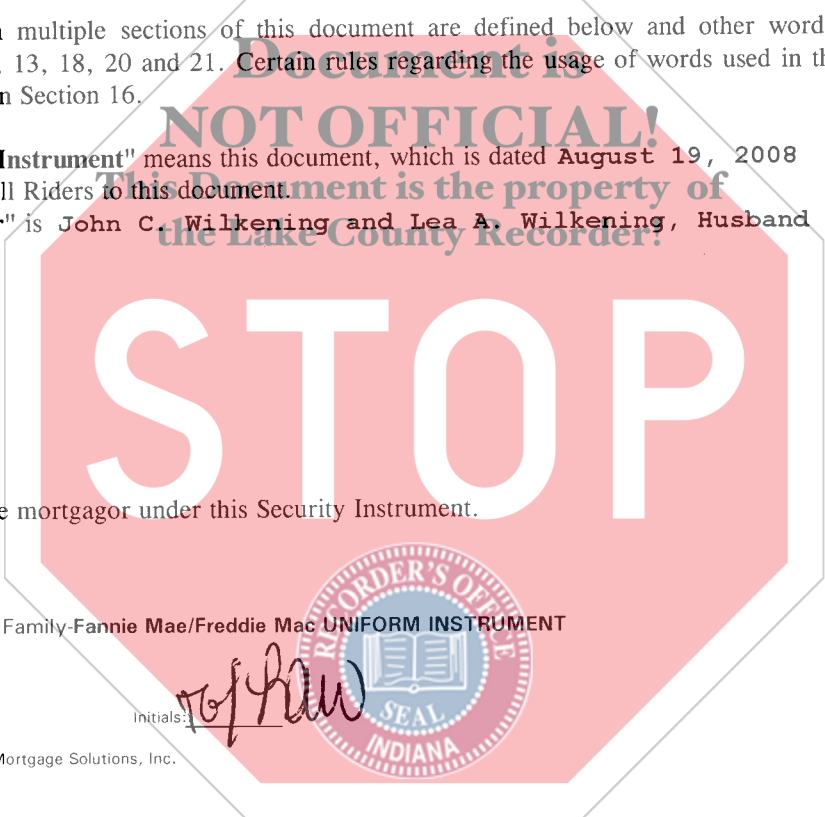 multiple sections of this document are defined below and other word
13, 18, 20 and 21. Certain rules regarding the usage of words used in th
n Section 16.
Document is
NOT OFFICIAL!
This Document is the property of
the Lake County Recorder!
Instrument" means this document, which is dated August 19, 2008
ll Riders to this document.
" is John C. Wilkening and Lea A. Wilkening, Husband
STOP
e mortgagor under this Security Instrument.
RECORDER'S OFFICE
SEAL
INDIANA
Family-Fannie Mae/Freddie Mac UNIFORM INSTRUMENT
Initials:
Mortgage Solutions, Inc.